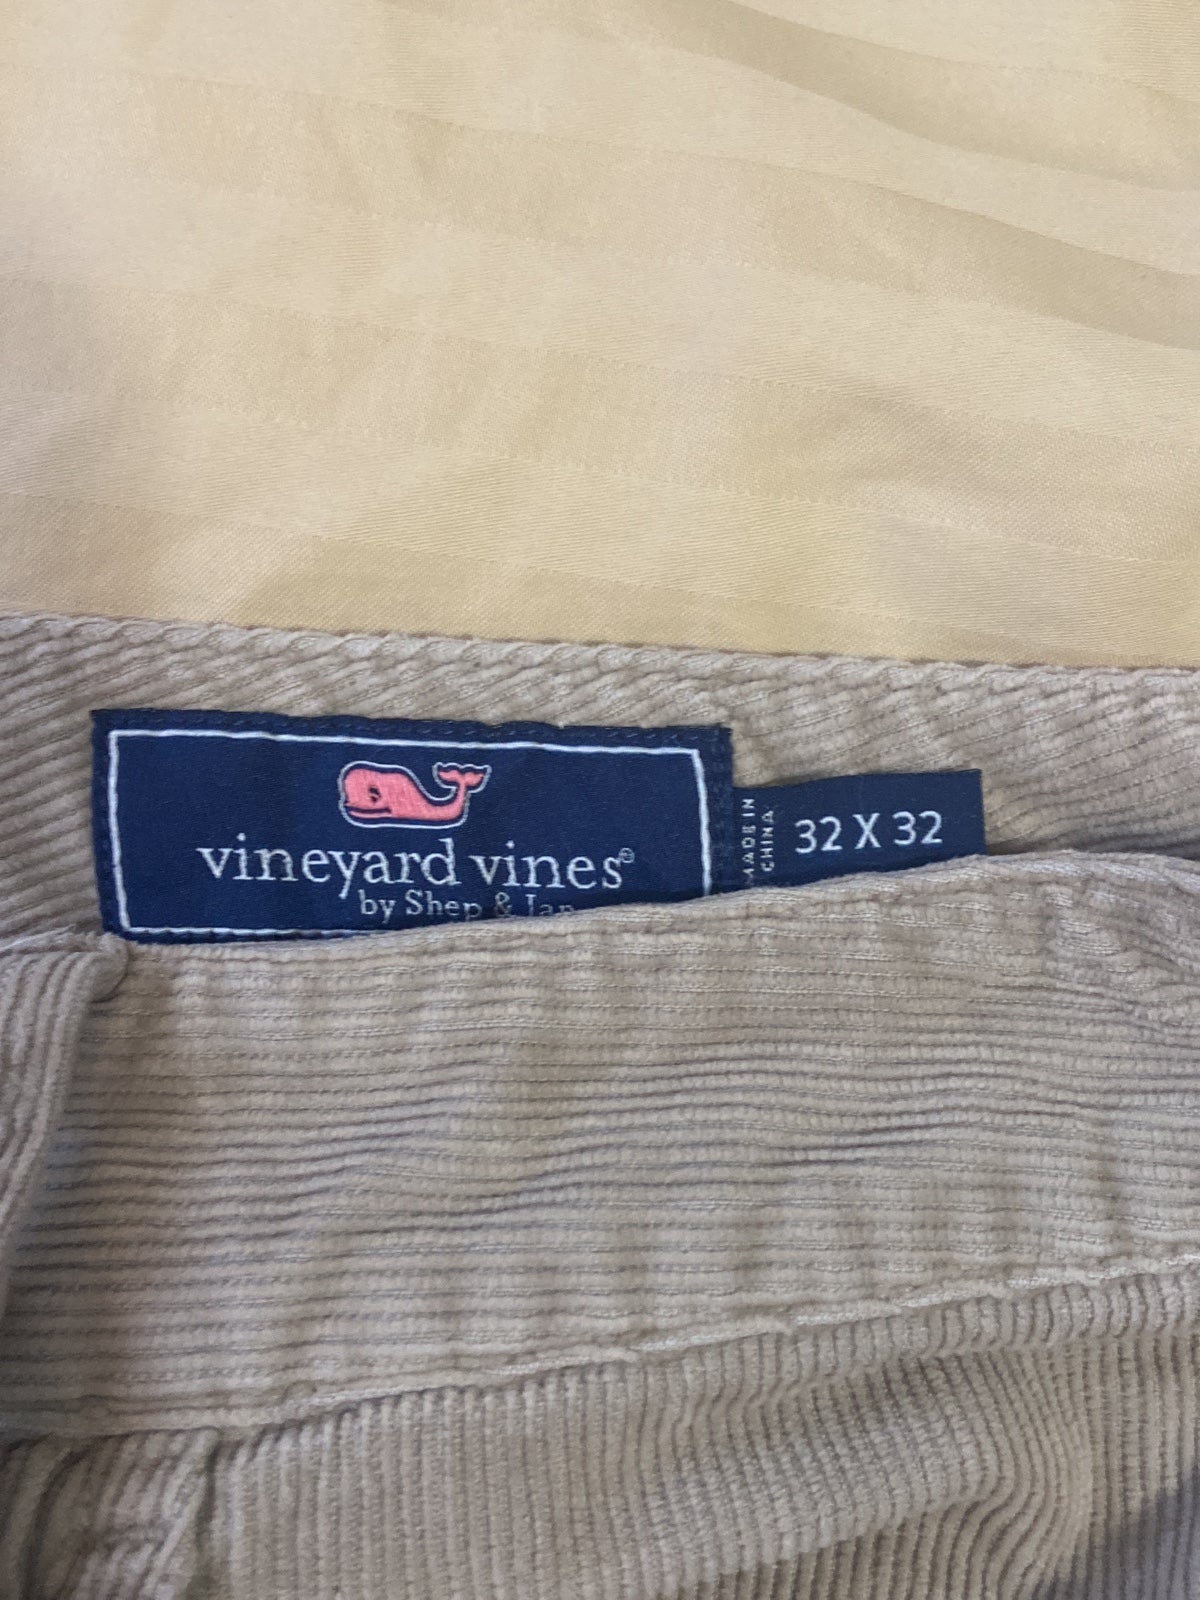 vineyard vines®
by Shep &
MADE IN
CHINA
32 X 32